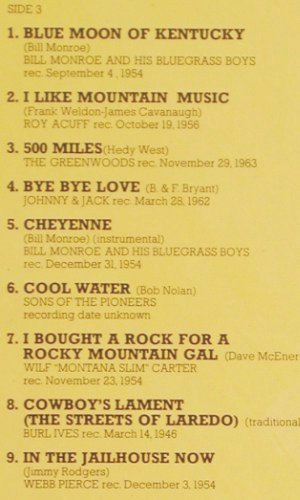 SIDE 3
1. BLUE MOON OF KENTUCKY
(Bill Monroe)
BILL MONROE AND HIS BLUEGRASS BOYS
rec. September 4, 1954
2. I LIKE MOUNTAIN MUSIC
(Frank Weldon-James Cavanaugh)
ROY ACUFF rec. October 19, 1956
3. 500 MILES (Hedy West)
THE GREENWOODS rec. November 29, 1963
4. BYE BYE LOVE (B. & F. Bryant)
JOHNNY & JACK rec. March 28, 1962
5. CHEYENNE
(Bill Monroe) (instrumental)
BILL MONROE AND HIS BLUEGRASS BOYS
rec. December 31, 1954
6. COOL WATER (Bob Nolan)
SONS OF THE PIONEERS
recording date unknown
7. I BOUGHT A ROCK FOR A
ROCKY MOUNTAIN GAL (Dave McEner
WILF "MONTANA SLIM" CARTER
rec. November 23, 1954
8. COWBOY'S LAMENT
(THE STREETS OF LAREDO) (traditional
BURL IVES rec. March 14, 1946
9. IN THE JAILHOUSE NOW
(Jimmy Rodgers)
WEBB PIERCE rec. December 3, 1954